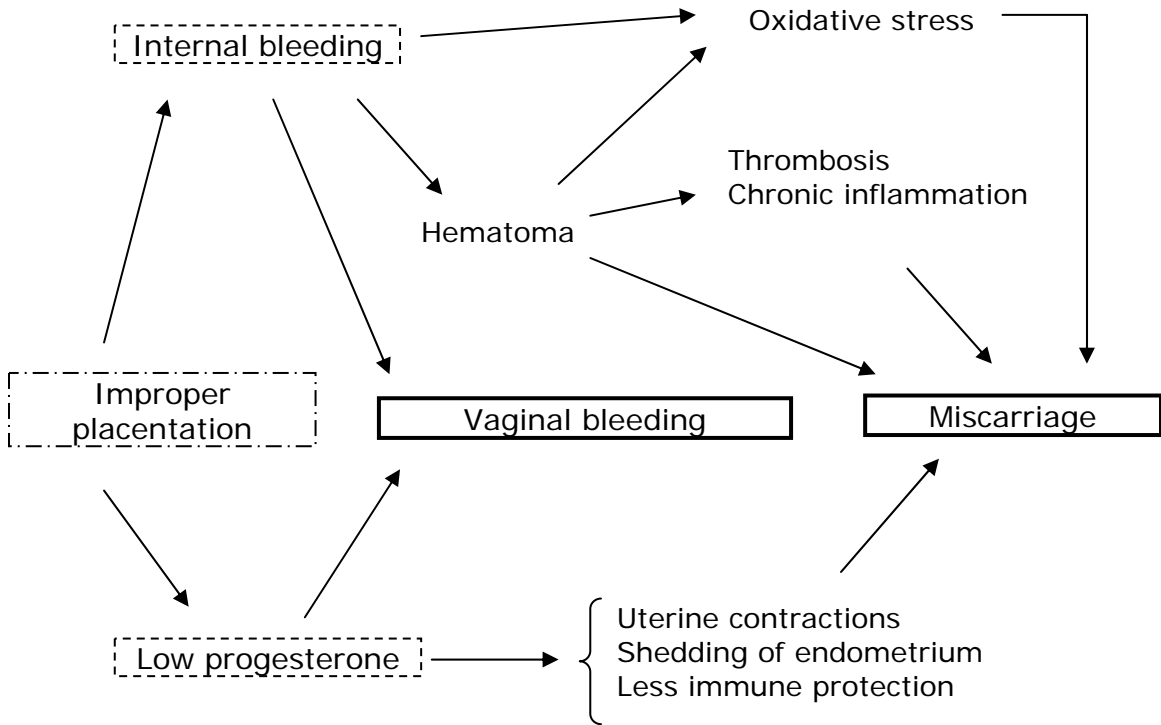 Internal bleeding
Oxidative stress
Thrombosis
Chronic inflammation
Hematoma
Improper
placentation
Vaginal bleeding
Miscarriage
Low progesterone
Uterine contractions
Shedding of endometrium
Less immune protection